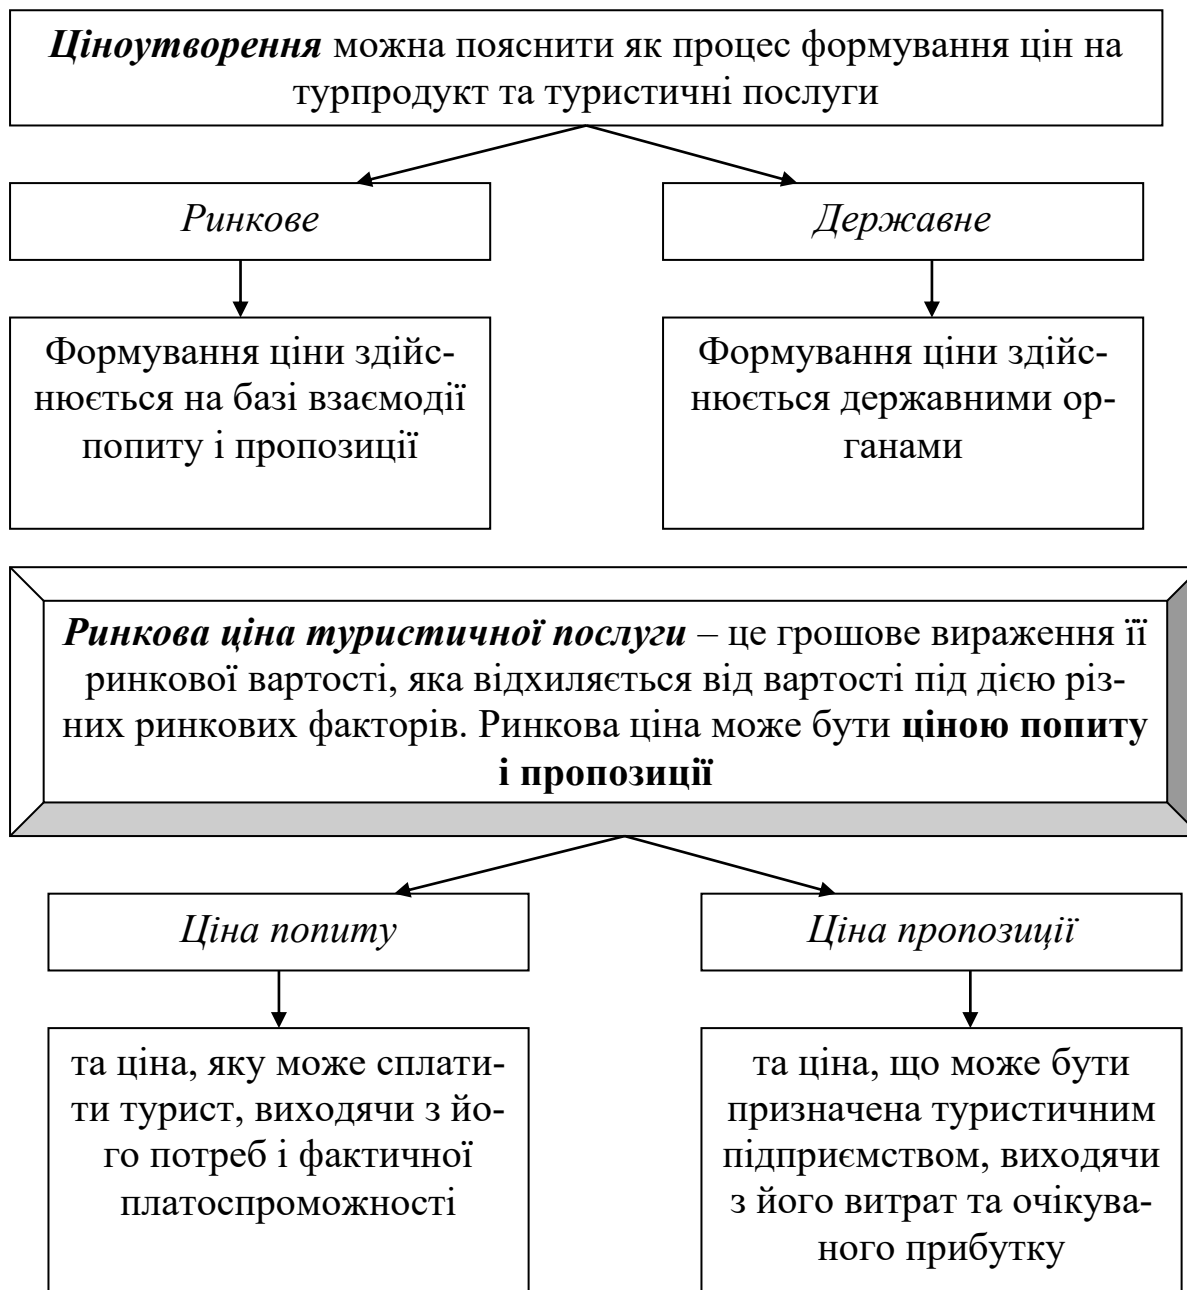 Ціноутворення можна пояснити як процес формування цін на
турпродукт та туристичні послуги
Ринкове
Державне
Формування ціни здійс-
нюється на базі взаємодії
попиту і пропозиції
Формування ціни здійс-
нюється державними ор-
ганами
Ринкова ціна туристичної послуги – це грошове вираження її
ринкової вартості, яка відхиляється від вартості під дією різ-
них ринкових факторів. Ринкова ціна може бути ціною попиту
і пропозиції
Ціна попиту
Ціна пропозиції
та ціна, яку може сплати-
ти турист, виходячи з йо-
го потреб і фактичної
платоспроможності
та ціна, що може бути
призначена туристичним
підприємством, виходячи
з його витрат та очікува-
ного прибутку